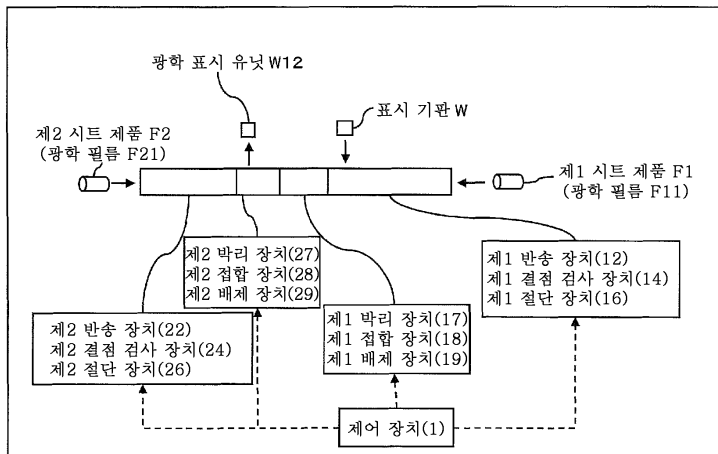 광학 표시 유닛 W12
표시 기판 W
제2 시트 제품 F2
(광학 필름 F21)
제1 시트 제품 F1
(광학 필름 F11)
제2 박리 장치(27)
제2 접합 장치(28)
제2 배제 장치(29)
제1 반송 장치(12)
제1 결점 검사 장치(14)
제1 절단 장치(16)
제2 반송 장치(22)
제2 결점 검사 장치(24)
제2 절단 장치(26)
제1 박리 장치(17)
제1 접합 장치(18)
제1 배제 장치(19)
제어 장치(1)